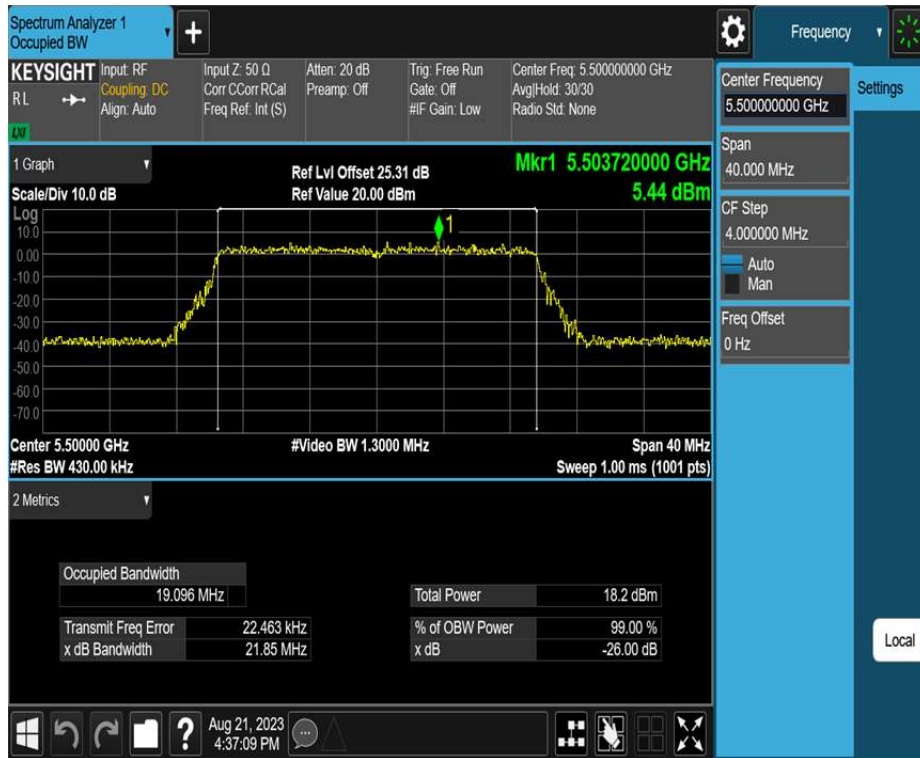 Spectrum Analyzer 1
Occupied BW
+
Frequency
KEYSIGHT
R L
LXI
Input: RF
Coupling: DC
Align: Auto
Input Z: 50 Ω
Corr CCorr RCal
Freq Ref: Int (S)
Atten: 20 dB
Preamp: Off
Trig: Free Run
Gate: Off
#IF Gain: Low
Center Freq: 5.500000000 GHz
Avg|Hold: 30/30
Radio Std: None
Center Frequency
5.500000000 GHz
Settings
Span
40.000 MHz
CF Step
4.000000 MHz
Auto
Man
Freq Offset
0 Hz
Local
1 Graph
Scale/Div 10.0 dB
Ref Lvl Offset 25.31 dB
Ref Value 20.00 dBm
Mkr1 5.503720000 GHz
5.44 dBm
Log
10.0
0.00
-10.0
-20.0
-30.0
-40.0
-50.0
-60.0
-70.0
1
Center 5.50000 GHz
#Video BW 1.3000 MHz
Span 40 MHz
#Res BW 430.00 kHz
Sweep 1.00 ms (1001 pts)
2 Metrics
Occupied Bandwidth
19.096 MHz
Total Power 18.2 dBm
Transmit Freq Error 22.463 kHz
% of OBW Power 99.00 %
x dB Bandwidth 21.85 MHz
x dB -26.00 dB
?
Aug 21, 2023
4:37:09 PM